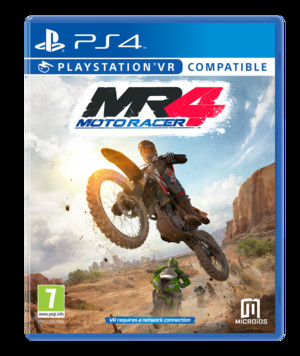 PS4
PLAYSTATION®VR COMPATIBLE
MR4
MOTO RACER
7
www.pegi.info
VR requires a network connection
MICROIDS